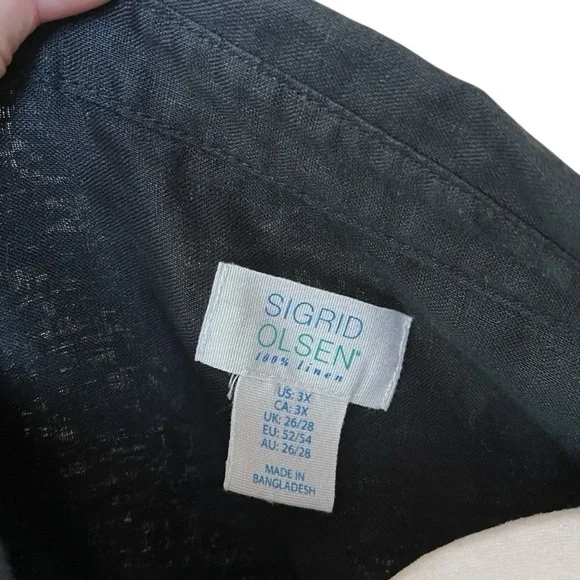 SIGRID
OLSEN®
100% linen
US: 3X
CA: 3X
UK: 26/28
EU: 52/54
AU: 26/28
MADE IN
BANGLADESH